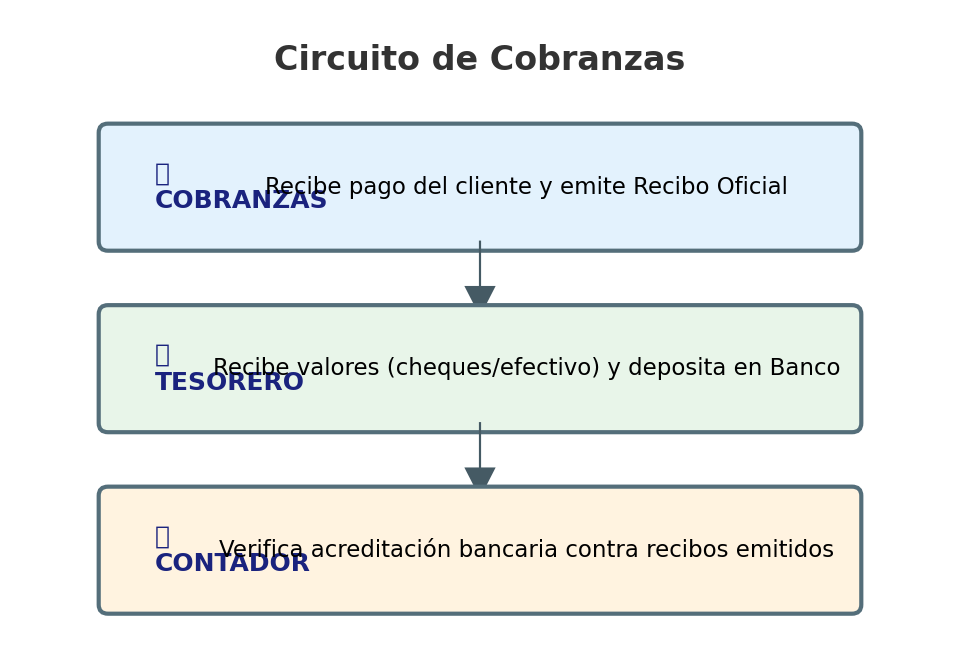 Circuito de Cobranzas
COBRANZAS
Recibe pago del cliente y emite Recibo Oficial
TESORERO
Recibe valores (cheques/efectivo) y deposita en Banco
CONTADOR
Verifica acreditación bancaria contra recibos emitidos